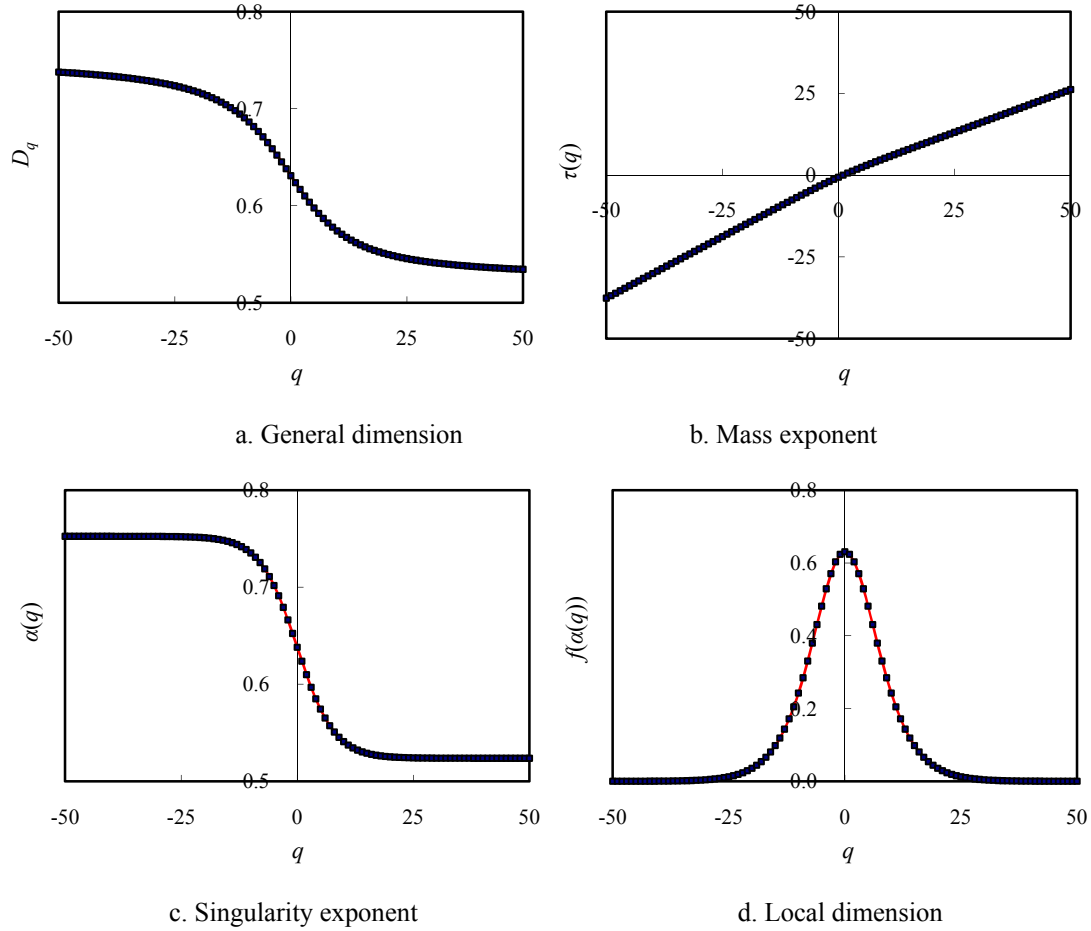 0.8
0.7
0.6
0.5
-50 -25 0 25 50
D_q
q
a. General dimension
50
25
0
-50 -25 0 25 50
-25
-50
τ(q)
q
b. Mass exponent
0.8
0.7
0.6
0.5
-50 -25 0 25 50
α(q)
q
c. Singularity exponent
0.8
0.6
0.4
0.2
0.0
-50 -25 0 25 50
f(α(q))
q
d. Local dimension